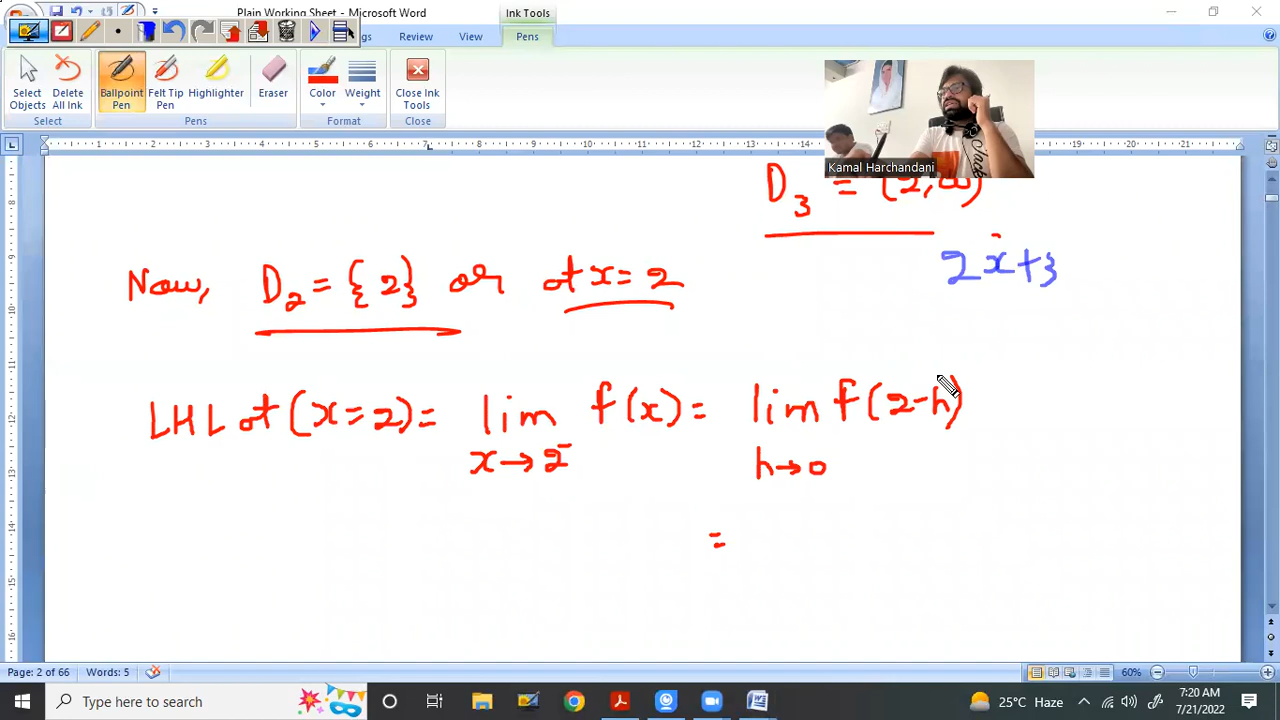 Plain Working Sheet - Microsoft Word
Ink Tools
Review View Pens
Select Objects
Delete All Ink
Ballpoint Pen
Felt Tip Pen
Highlighter
Eraser
Color
Weight
Close Ink Tools
Select Pens Format Close
Kamal Harchandani
D₃ = (2,∞)
2x+3
Now, D₂ = {2} or at x=2
LHL at (x=2) = lim f(x) = lim f(2-h)
x→2⁻ h→0
=
Page: 2 of 66 Words: 5 60%
Type here to search
25°C Haze
7:20 AM
7/21/2022